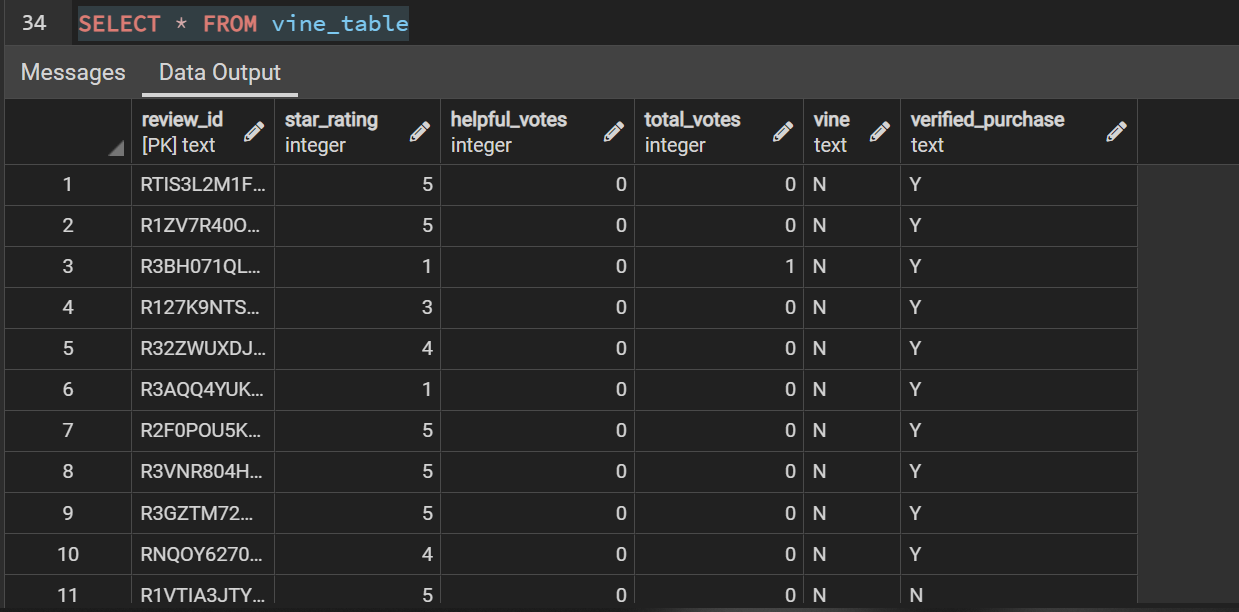 34 SELECT * FROM vine_table
Messages Data Output
review_id star_rating helpful_votes total_votes vine verified_purchase
[PK] text integer integer integer text text
1 RTIS3L2M1F... 5 0 0 N Y
2 R1ZV7R40O... 5 0 0 N Y
3 R3BH071QL... 1 0 1 N Y
4 R127K9NTS... 3 0 0 N Y
5 R32ZWUXDJ... 4 0 0 N Y
6 R3AQQ4YUK... 1 0 0 N Y
7 R2F0POU5K... 5 0 0 N Y
8 R3VNR804H... 5 0 0 N Y
9 R3GZTM72... 5 0 0 N Y
10 RNQOY6270... 4 0 0 N Y
11 R1VTIA3JTY... 5 0 0 N N